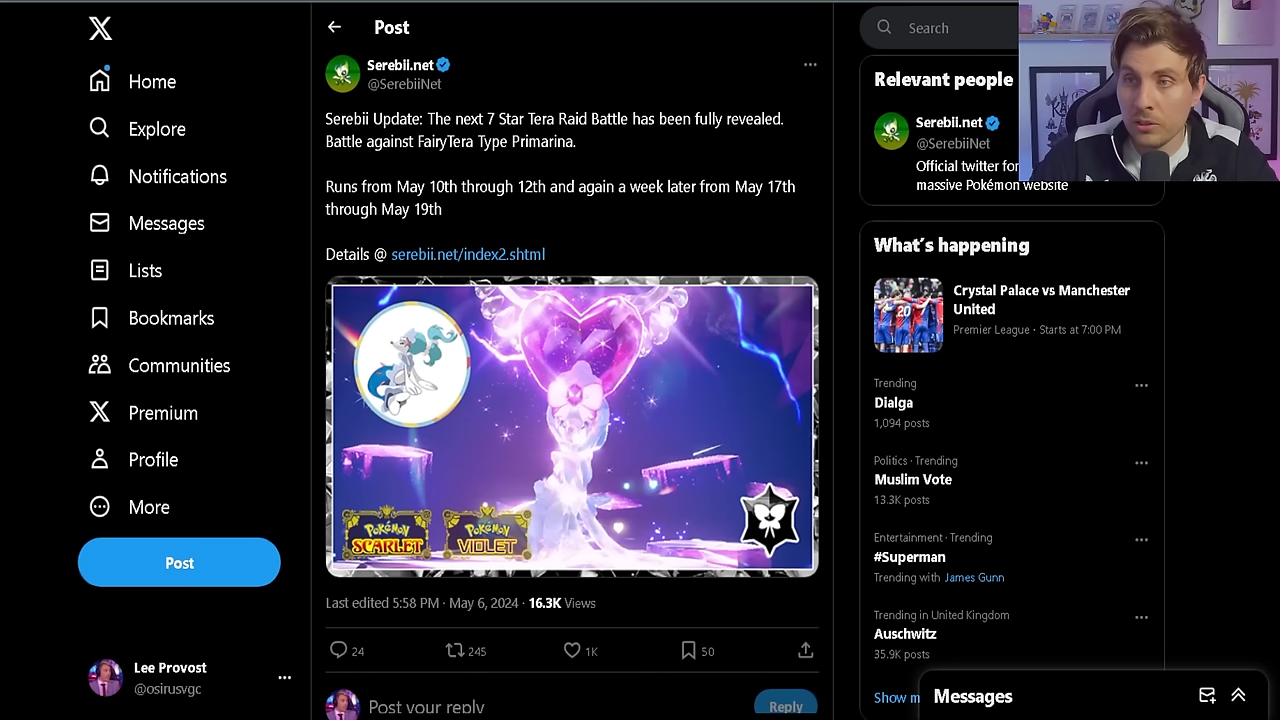 Home
Explore
Notifications
Messages
Lists
Bookmarks
Communities
Premium
Profile
More
Post
Lee Provost
@osirusvgc
Post
Serebii.net
@SerebiiNet
Serebii Update: The next 7 Star Tera Raid Battle has been fully revealed.
Battle against FairyTera Type Primarina.
Runs from May 10th through 12th and again a week later from May 17th
through May 19th
Details @ serebii.net/index2.shtml
POKéMON
SCARLET
POKéMON
VIOLET
Last edited 5:58 PM · May 6, 2024 · 16.3K Views
24
245
1K
50
Post your reply
Reply
Search
Relevant people
Serebii.net
@SerebiiNet
Official twitter for
massive Pokémon website
What's happening
Crystal Palace vs Manchester
United
Premier League · Starts at 7:00 PM
20
Trending
Dialga
1,094 posts
Politics · Trending
Muslim Vote
13.3K posts
Entertainment · Trending
#Superman
Trending with James Gunn
Trending in United Kingdom
Auschwitz
35.9K posts
Show m
Messages